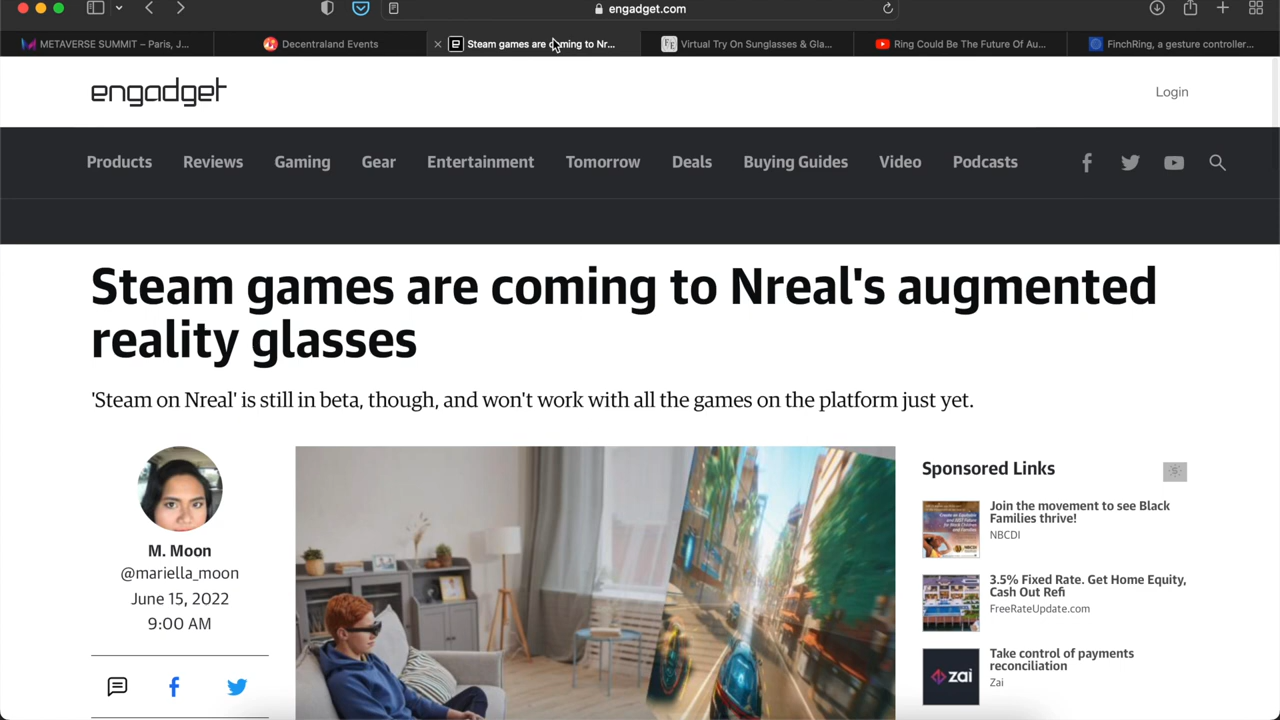 engadget.com
METAVERSE SUMMIT – Paris, J...
Decentraland Events
Steam games are coming to Nr...
Virtual Try On Sunglasses & Gla...
Ring Could Be The Future Of Au...
FinchRing, a gesture controller...
engadget
Login
Products
Reviews
Gaming
Gear
Entertainment
Tomorrow
Deals
Buying Guides
Video
Podcasts
Steam games are coming to Nreal's augmented
reality glasses
'Steam on Nreal' is still in beta, though, and won't work with all the games on the platform just yet.
M. Moon
@mariella_moon
June 15, 2022
9:00 AM
Sponsored Links
Join the movement to see Black
Families thrive!
NBCDI
3.5% Fixed Rate. Get Home Equity,
Cash Out Refi
FreeRateUpdate.com
zai
Take control of payments
reconciliation
Zai